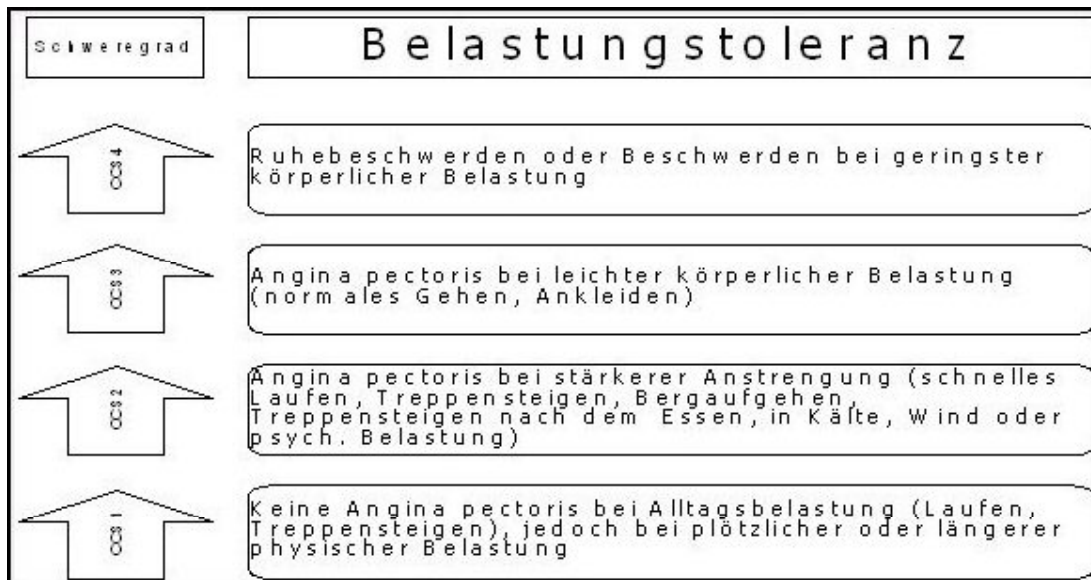 Schweregrad
Belastungstoleranz
CCS 4
Ruhebeschwerden oder Beschwerden bei geringster
körperlicher Belastung
CCS 3
Angina pectoris bei leichter körperlicher Belastung
(normales Gehen, Ankleiden)
CCS 2
Angina pectoris bei stärkerer Anstrengung (schnelles
Laufen, Treppensteigen, Bergaufgehen,
Treppensteigen nach dem Essen, in Kälte, Wind oder
psych. Belastung)
CCS 1
Keine Angina pectoris bei Alltagsbelastung (Laufen,
Treppensteigen), jedoch bei plötzlicher oder längerer
physischer Belastung